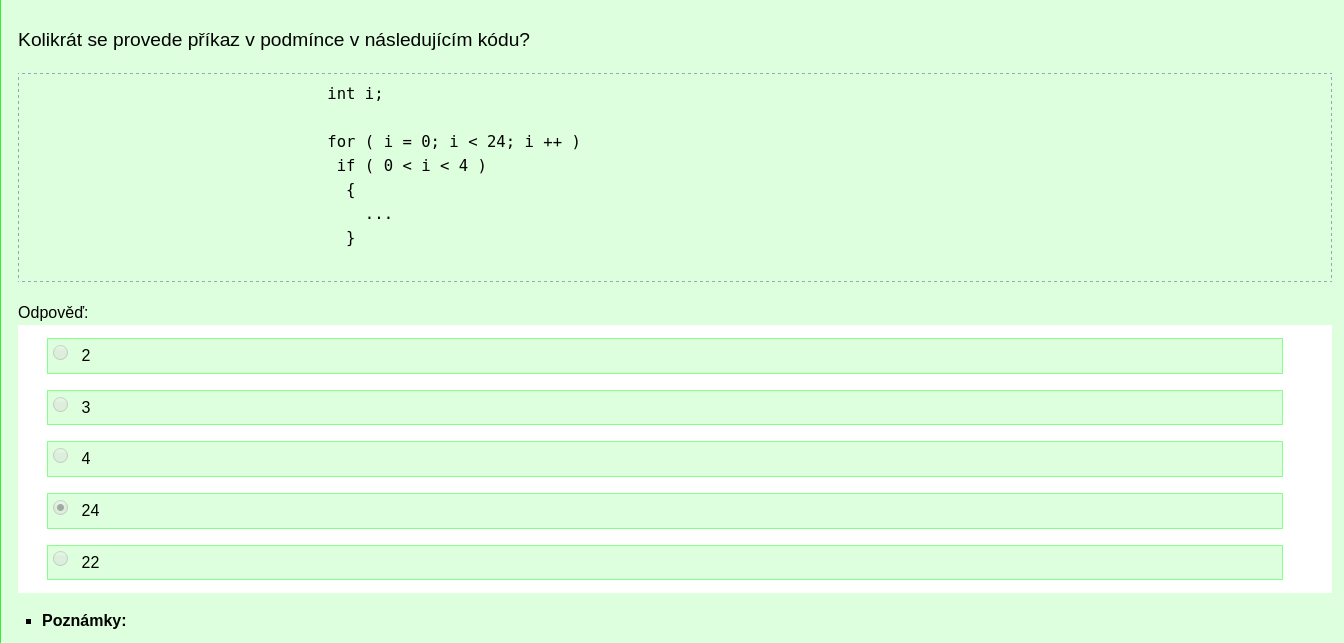 Kolikrát se provede příkaz v podmínce v následujícím kódu?
int i;
for ( i = 0; i < 24; i ++ )
if ( 0 < i < 4 )
{
...
}
Odpověď:
2
3
4
24
22
Poznámky: